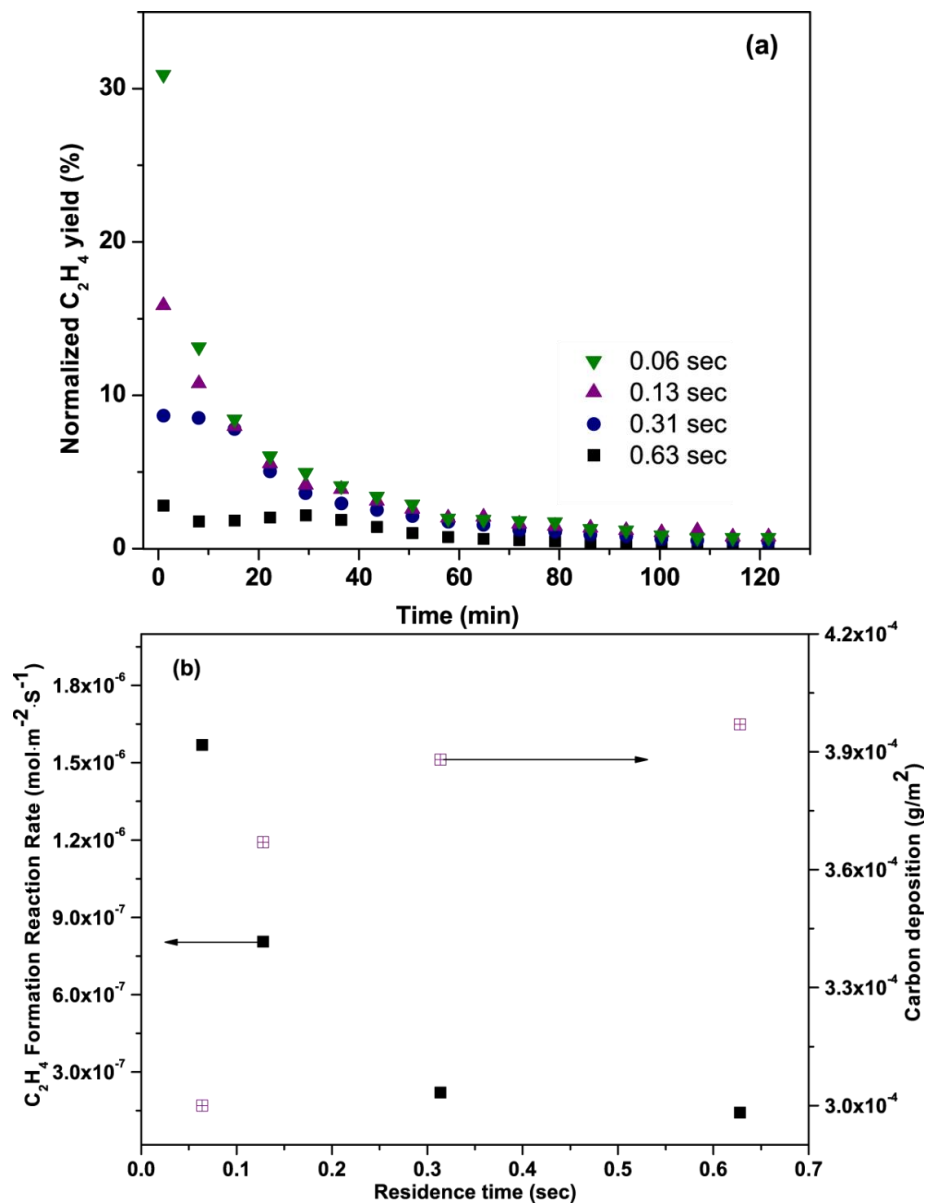 (a)
Normalized C₂H₄ yield (%)
30
20
10
0
0.06 sec
0.13 sec
0.31 sec
0.63 sec
0 20 40 60 80 100 120
Time (min)
(b)
C₂H₄ Formation Reaction Rate (mol·m⁻²·s⁻¹)
1.8x10⁻⁶
1.5x10⁻⁶
1.2x10⁻⁶
9.0x10⁻⁷
6.0x10⁻⁷
3.0x10⁻⁷
4.2x10⁻⁴
3.9x10⁻⁴
3.6x10⁻⁴
3.3x10⁻⁴
3.0x10⁻⁴
Carbon deposition (g/m²)
0.0 0.1 0.2 0.3 0.4 0.5 0.6 0.7
Residence time (sec)